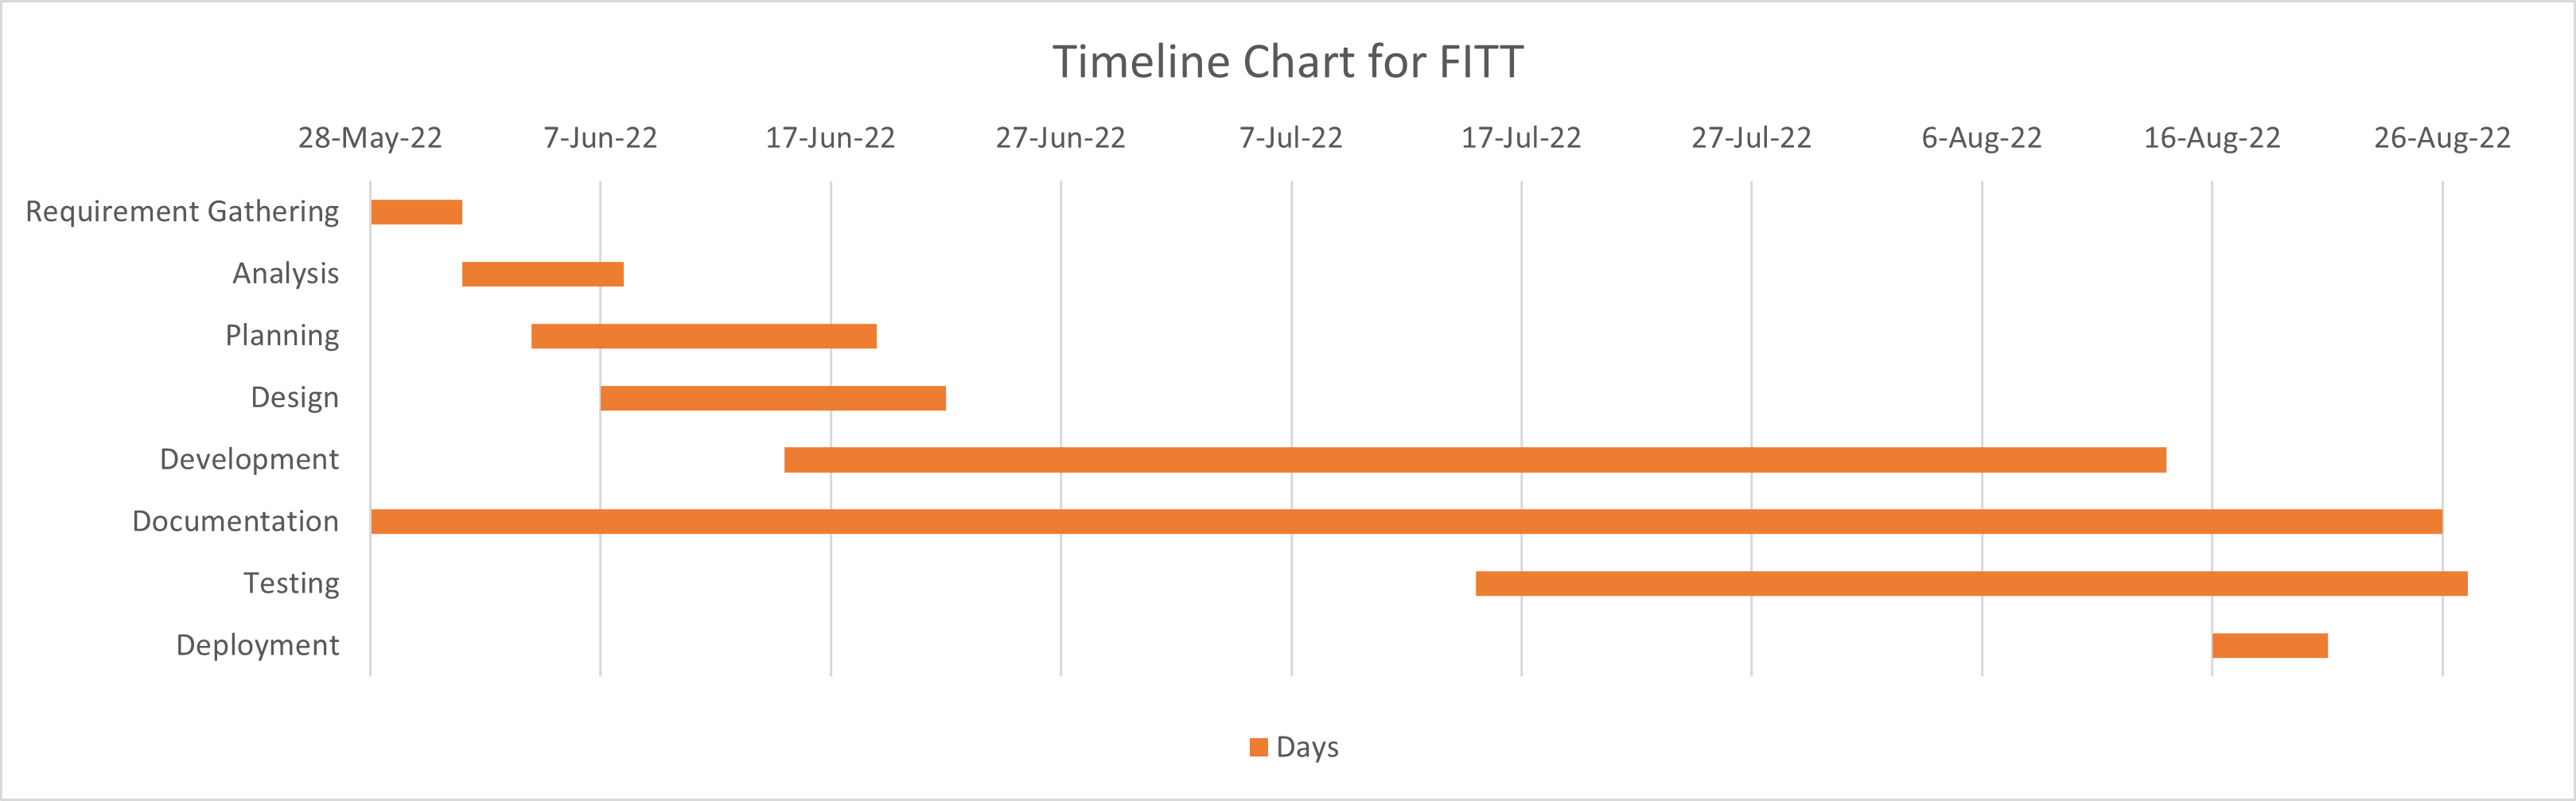 Timeline Chart for FITT
28-May-22 7-Jun-22 17-Jun-22 27-Jun-22 7-Jul-22 17-Jul-22 27-Jul-22 6-Aug-22 16-Aug-22 26-Aug-22
Requirement Gathering
Analysis
Planning
Design
Development
Documentation
Testing
Deployment
Days